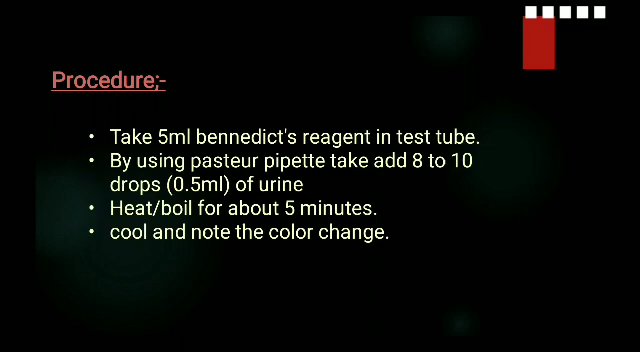 Procedure;-
• Take 5ml bennedict's reagent in test tube.
• By using pasteur pipette take add 8 to 10
drops (0.5ml) of urine
• Heat/boil for about 5 minutes.
• cool and note the color change.